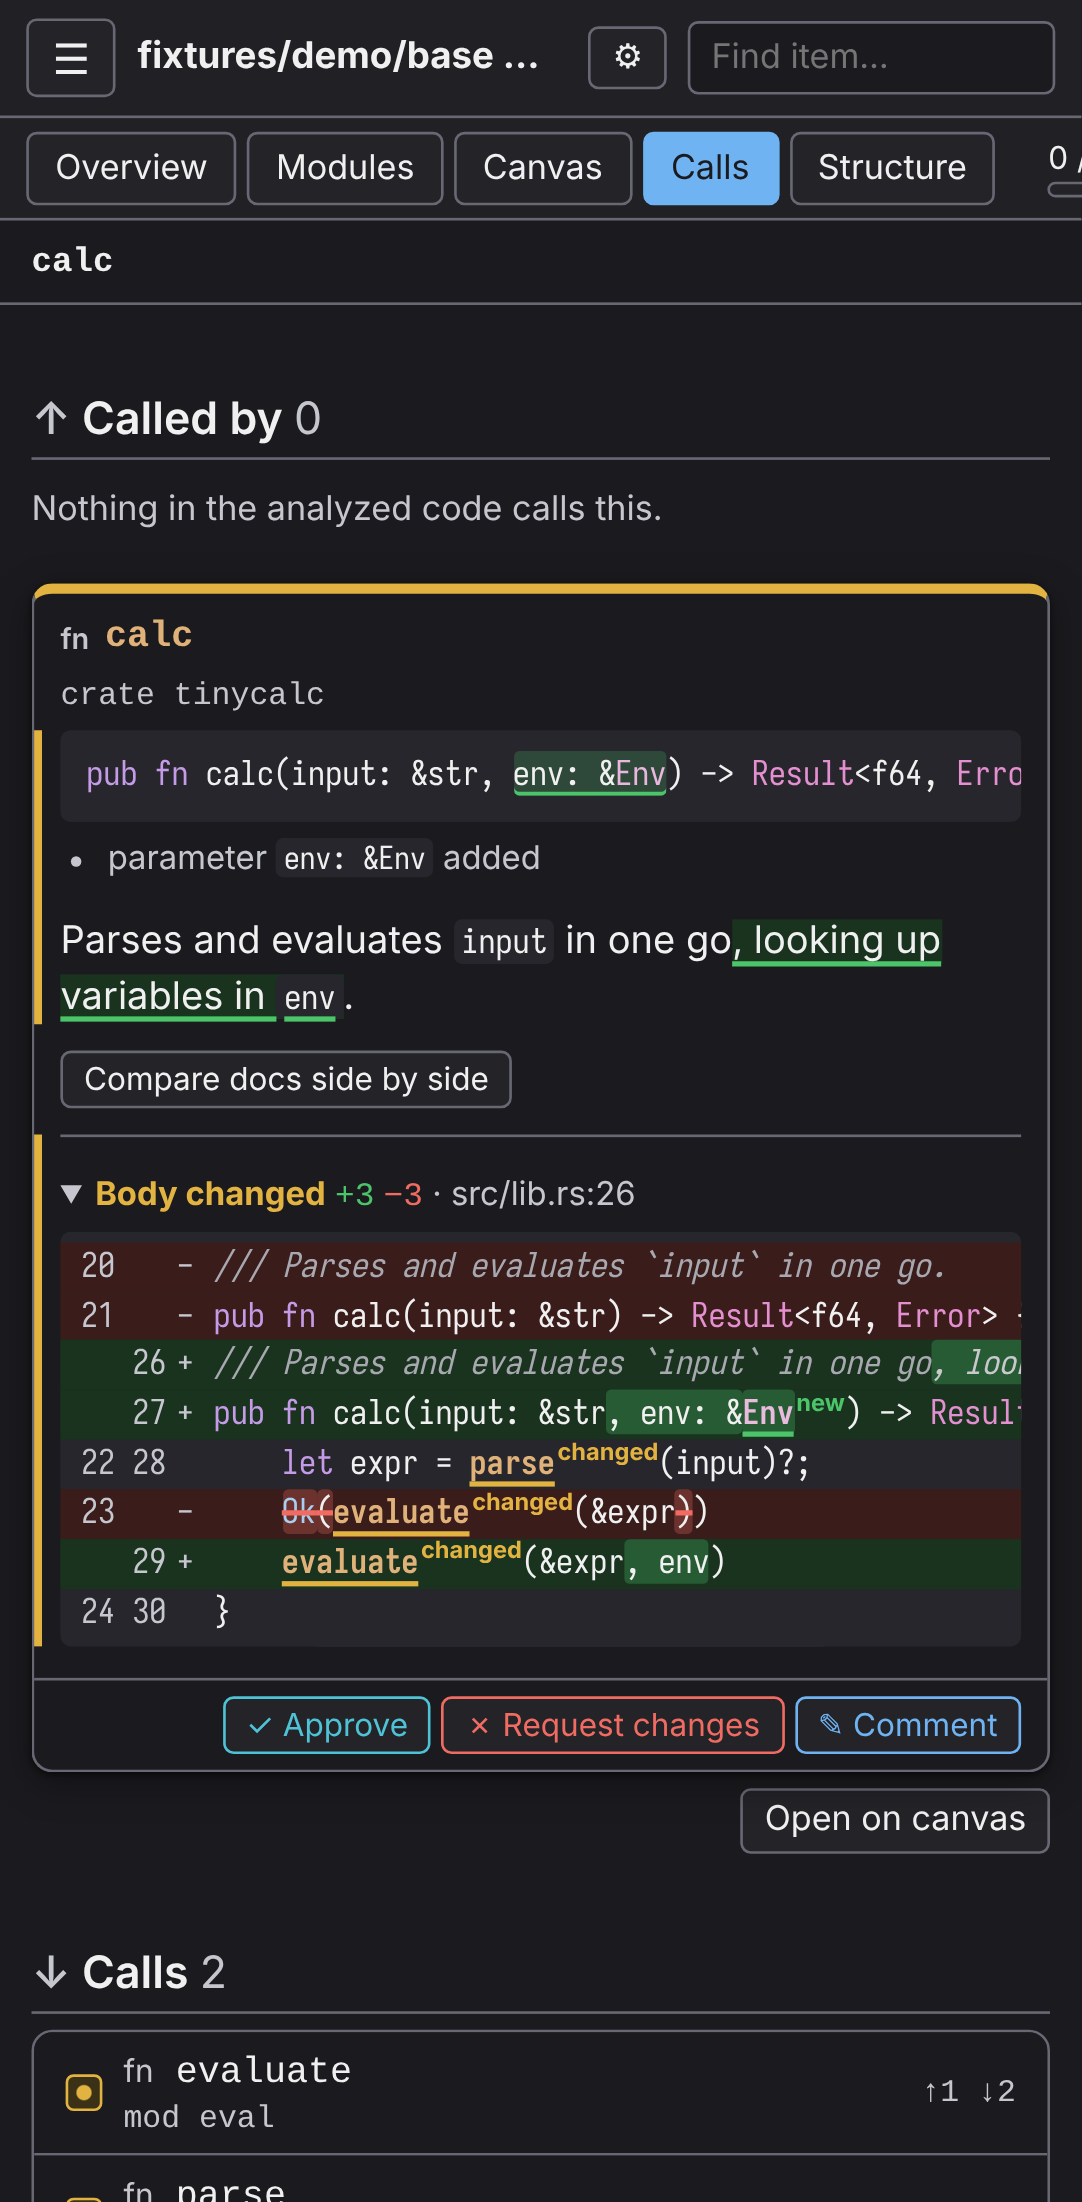 ☰ fixtures/demo/base ... ⚙ Find item...
Overview Modules Canvas Calls Structure 0 /
calc
↑ Called by 0
Nothing in the analyzed code calls this.
fn calc
crate tinycalc
pub fn calc(input: &str, env: &Env) -> Result<f64, Erro
• parameter env: &Env added
Parses and evaluates input in one go, looking up
variables in env.
Compare docs side by side
▼ Body changed +3 −3 · src/lib.rs:26
20 - /// Parses and evaluates `input` in one go.
21 - pub fn calc(input: &str) -> Result<f64, Error> {
26 + /// Parses and evaluates `input` in one go, loo
27 + pub fn calc(input: &str, env: &Env new) -> Result
22 28 let expr = parse changed(input)?;
23 - Ok(evaluate changed(&expr))
29 + evaluate changed(&expr, env)
24 30 }
✓ Approve × Request changes ✎ Comment
Open on canvas
↓ Calls 2
fn evaluate
mod eval ↑1 ↓2
fn parse